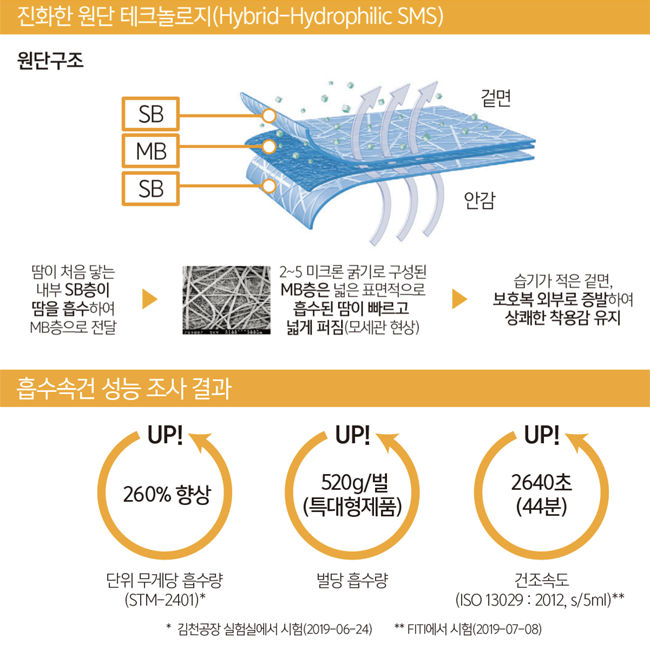 진화한 원단 테크놀로지(Hybrid-Hydrophilic SMS)
원단구조
SB
MB
SB
겉면
안감
땀이 처음 닿는
내부 SB층이
땀을 흡수하여
MB층으로 전달
2~5 미크론 굵기로 구성된
MB층은 넓은 표면적으로
흡수된 땀이 빠르고
넓게 퍼짐(모세관 현상)
습기가 적은 겉면,
보호복 외부로 증발하여
상쾌한 착용감 유지
흡수속건 성능 조사 결과
UP!
260% 향상
단위 무게당 흡수량
(STM-2401)*
UP!
520g/벌
(특대형제품)
벌당 흡수량
UP!
2640초
(44분)
건조속도
(ISO 13029 : 2012, s/5ml)**
* 김천공장 실험실에서 시험(2019-06-24) ** FITI에서 시험(2019-07-08)